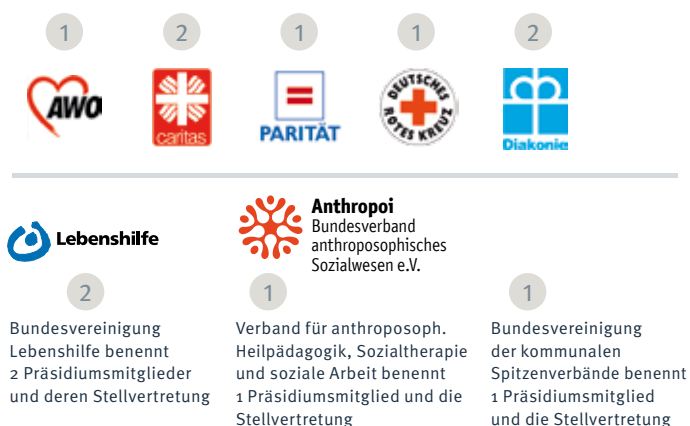 1
2
1
1
2
AWO
caritas
PARITÄT
DEUTSCHES
ROTES KREUZ
Diakonie
Lebenshilfe
Anthropoi
Bundesverband
anthroposophisches
Sozialwesen e.V.
2
1
1
Bundesvereinigung
Lebenshilfe benennt
2 Präsidiumsmitglieder
und deren Stellvertretung
Verband für anthroposoph.
Heilpädagogik, Sozialtherapie
und soziale Arbeit benennt
1 Präsidiumsmitglied und die
Stellvertretung
Bundesvereinigung
der kommunalen
Spitzenverbände benennt
1 Präsidiumsmitglied
und die Stellvertretung